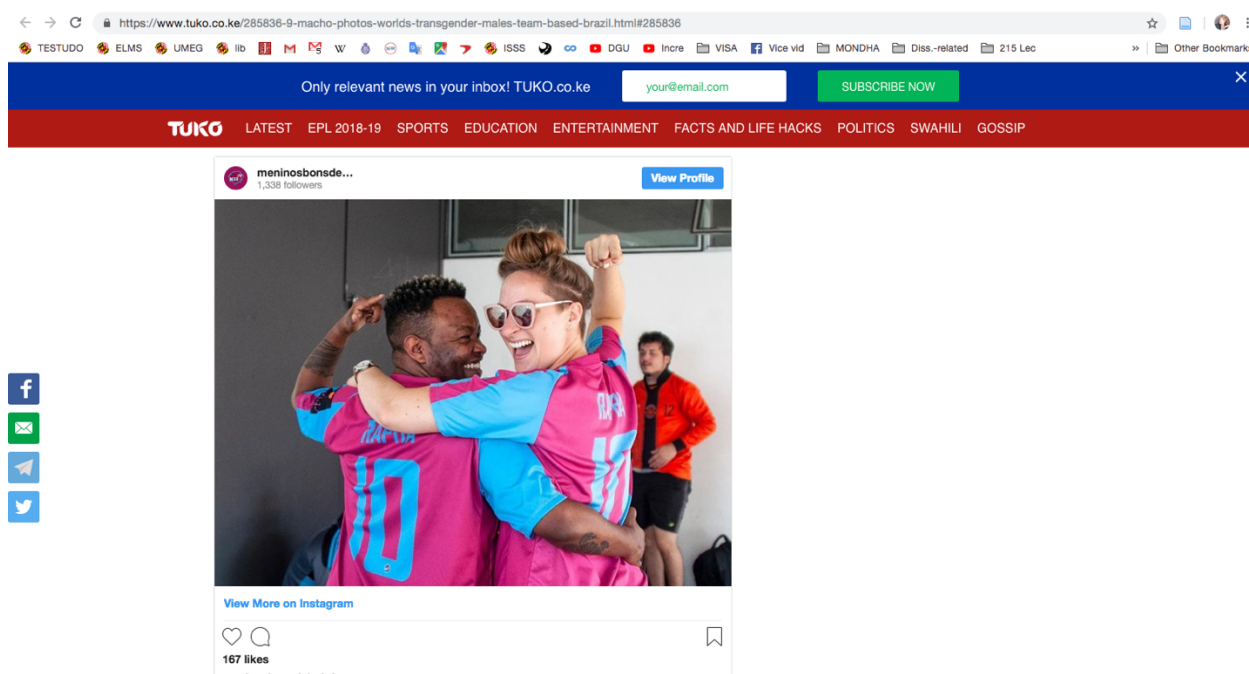 https://www.tuko.co.ke/285836-9-macho-photos-worlds-transgender-males-team-based-brazil.html#285836
TESTUDO ELMS UMEG lib W ISSS DGU Incre VISA Vice vid MONDHA Diss.-related 215 Lec » Other Bookmark
Only relevant news in your inbox! TUKO.co.ke your@email.com SUBSCRIBE NOW
TUKO LATEST EPL 2018-19 SPORTS EDUCATION ENTERTAINMENT FACTS AND LIFE HACKS POLITICS SWAHILI GOSSIP
meninosbonsde... View Profile
1,338 followers
10
10
12
View More on Instagram
167 likes